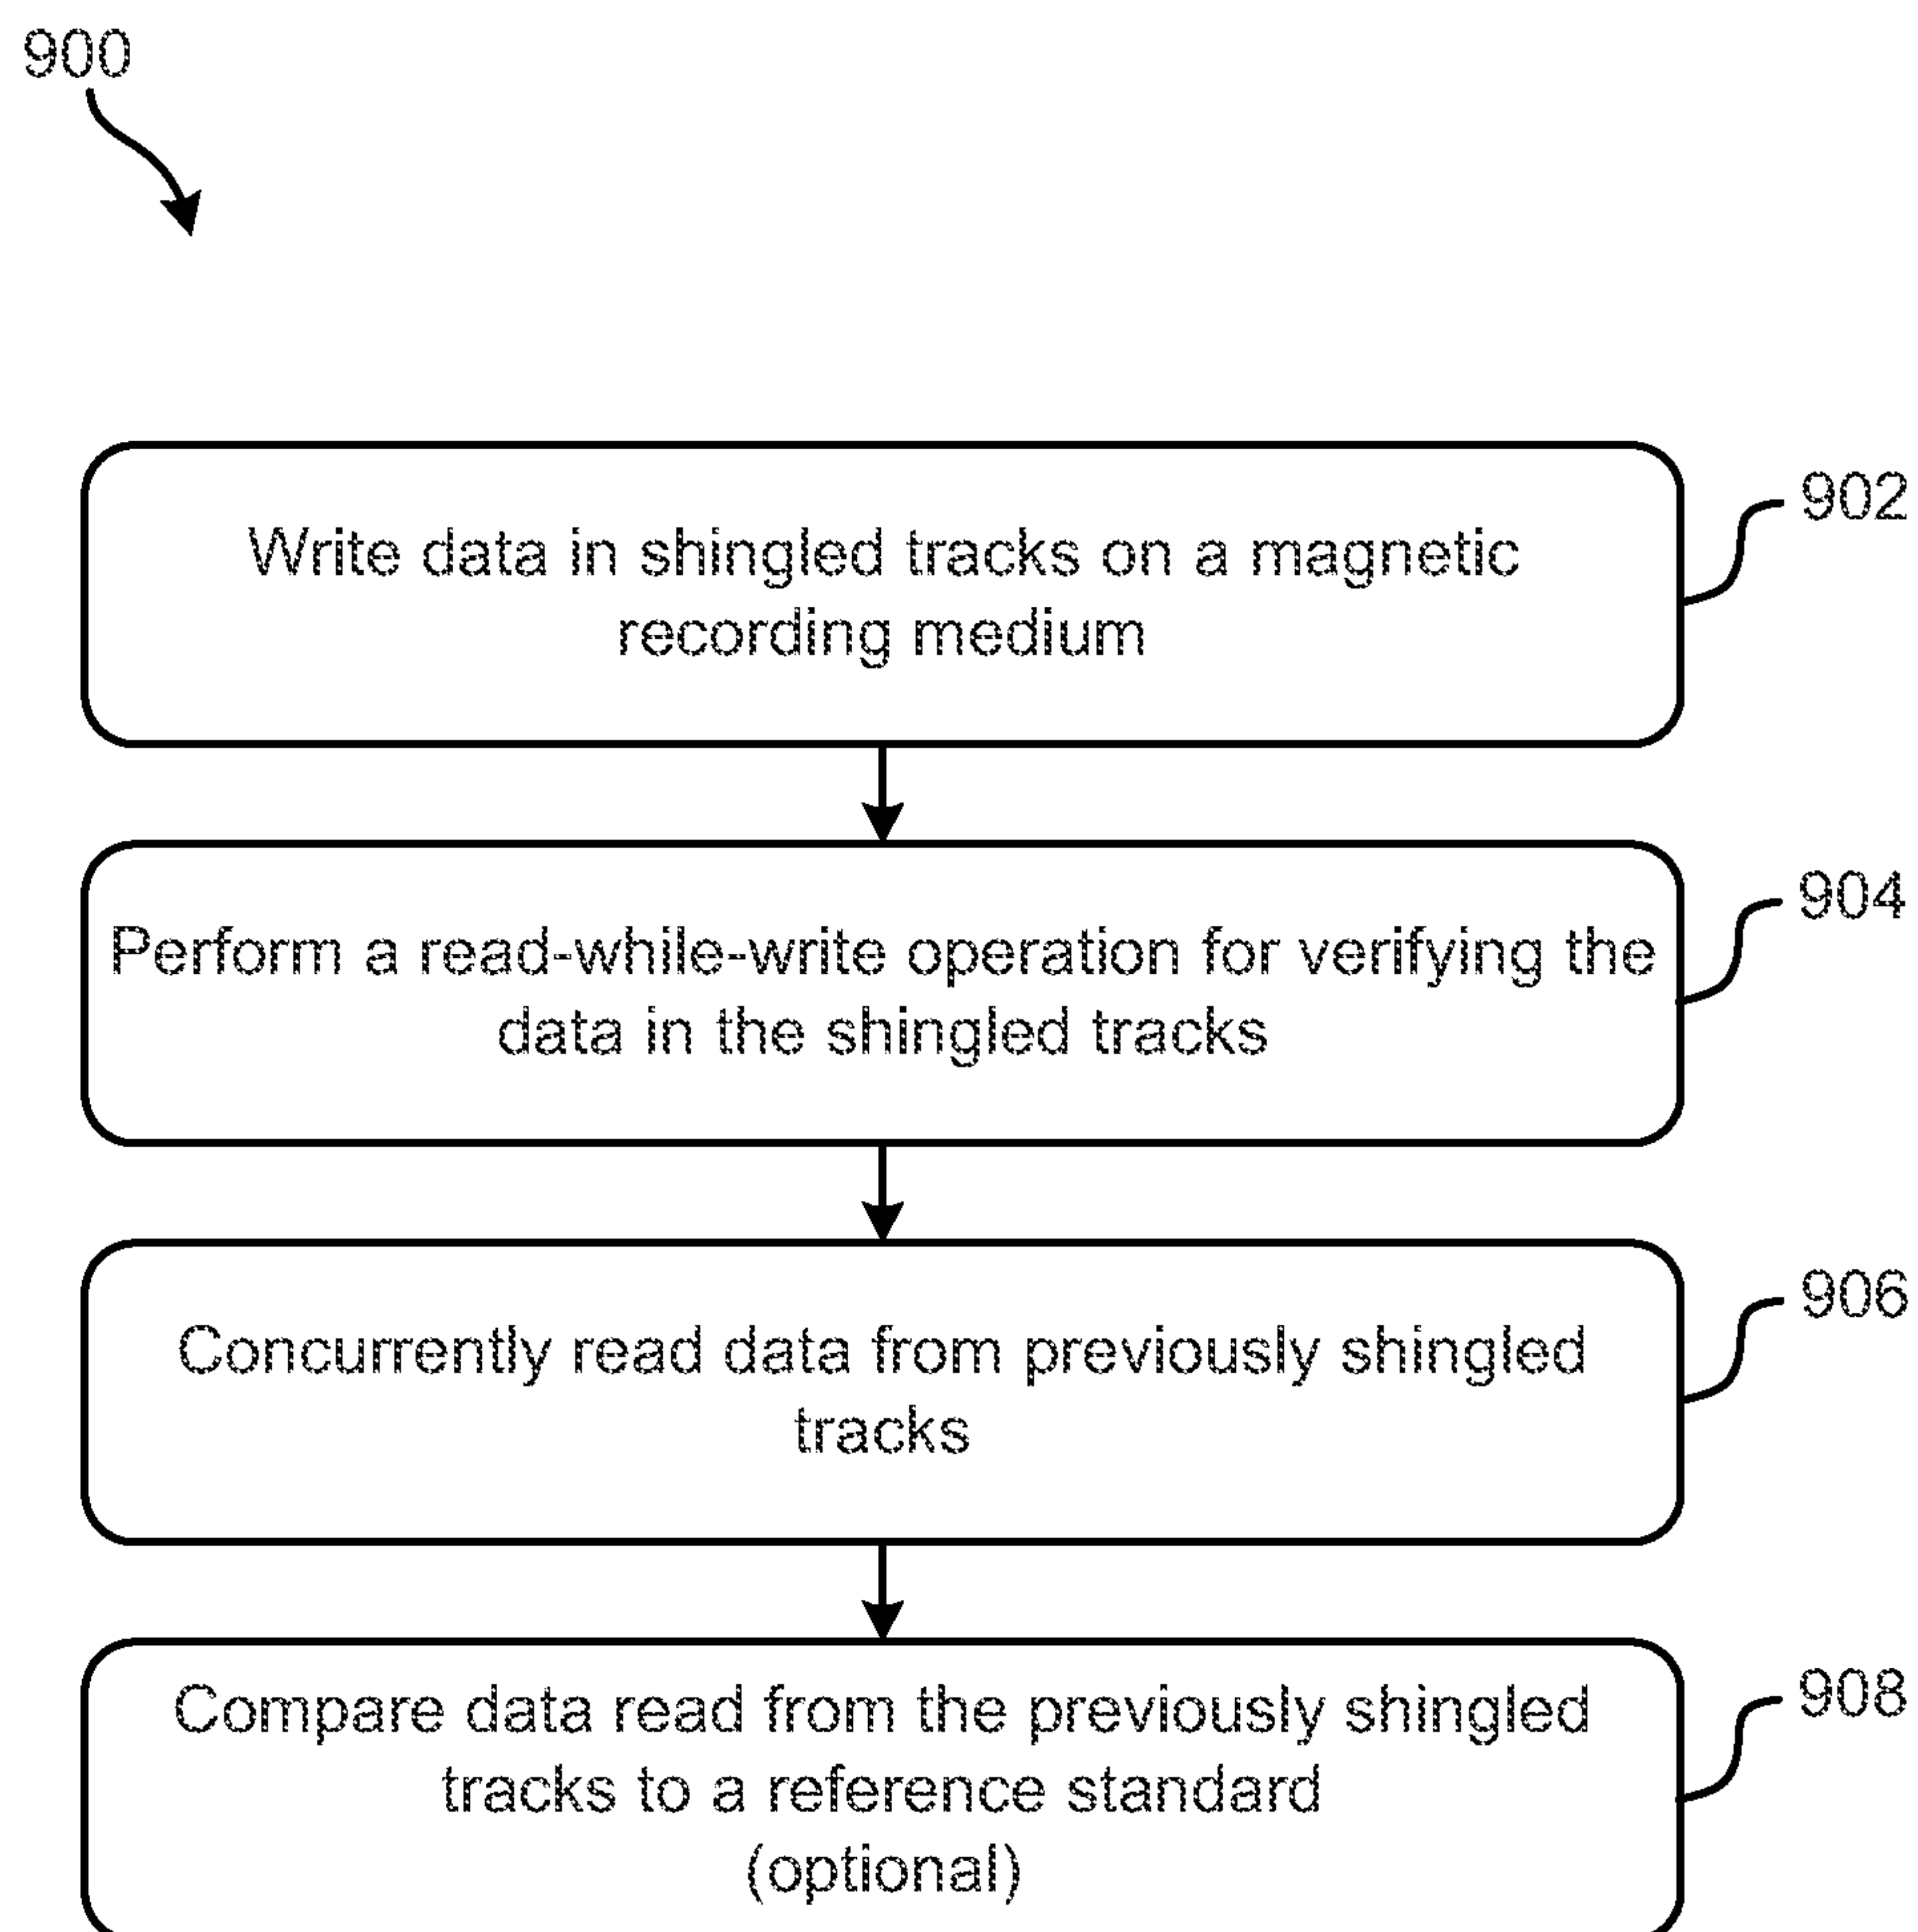 900
Write data in shingled tracks on a magnetic
recording medium
902
Perform a read-while-write operation for verifying the
data in the shingled tracks
904
Concurrently read data from previously shingled
tracks
906
Compare data read from the previously shingled
tracks to a reference standard
(optional)
908